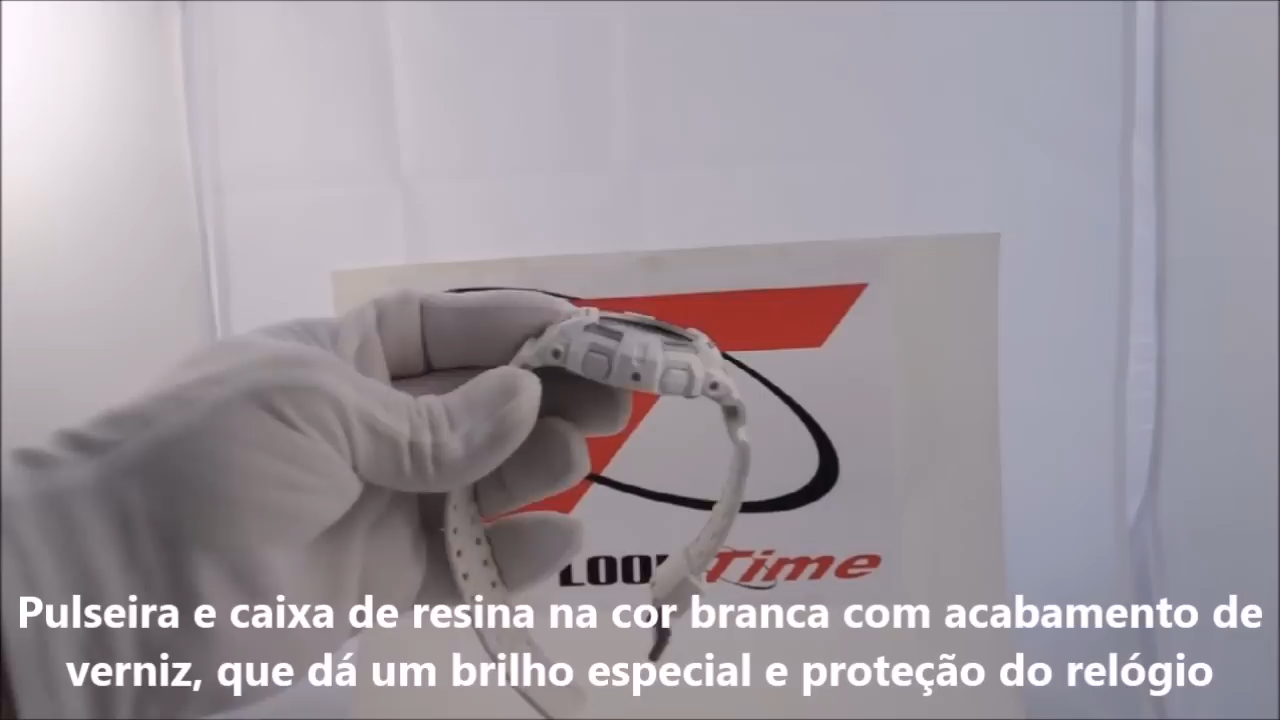 LOOK Time
Pulseira e caixa de resina na cor branca com acabamento de
verniz, que dá um brilho especial e proteção do relógio